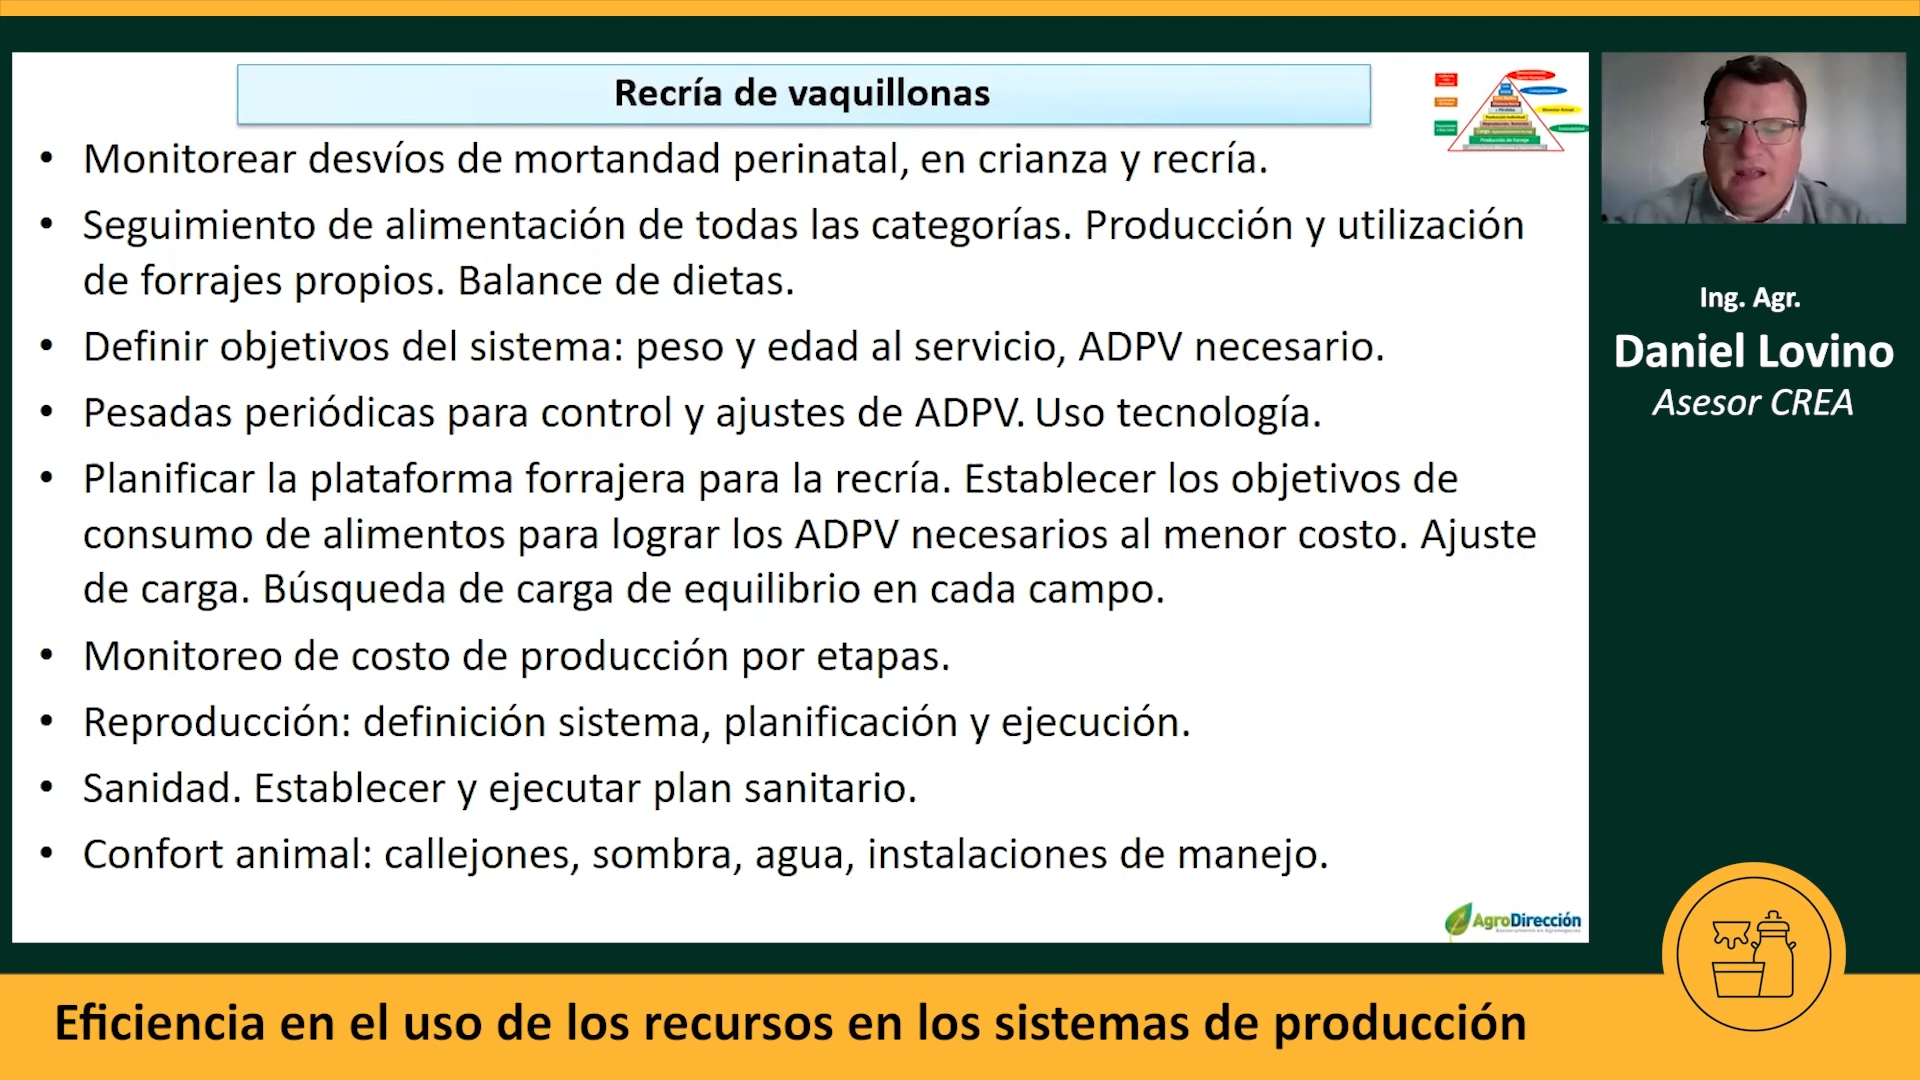 Recría de vaquillonas
• Monitorear desvíos de mortandad perinatal, en crianza y recría.
• Seguimiento de alimentación de todas las categorías. Producción y utilización
de forrajes propios. Balance de dietas.
• Definir objetivos del sistema: peso y edad al servicio, ADPV necesario.
• Pesadas periódicas para control y ajustes de ADPV. Uso tecnología.
• Planificar la plataforma forrajera para la recría. Establecer los objetivos de
consumo de alimentos para lograr los ADPV necesarios al menor costo. Ajuste
de carga. Búsqueda de carga de equilibrio en cada campo.
• Monitoreo de costo de producción por etapas.
• Reproducción: definición sistema, planificación y ejecución.
• Sanidad. Establecer y ejecutar plan sanitario.
• Confort animal: callejones, sombra, agua, instalaciones de manejo.
AgroDirección
Ing. Agr.
Daniel Lovino
Asesor CREA
Eficiencia en el uso de los recursos en los sistemas de producción